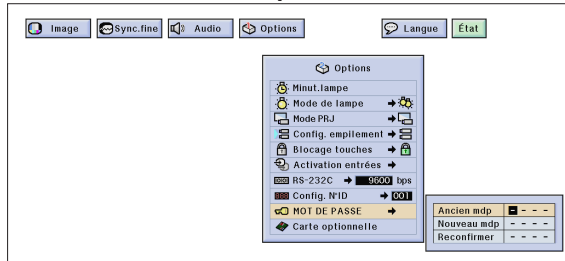 Image Sync.fine Audio Options Langue État
Options
Minut.lampe
Mode de lampe
Mode PRJ
Config. empilement
Blocage touches
Activation entrées
RS-232C 9600 bps
Config. N'ID 001
MOT DE PASSE
Carte optionnelle
Ancien mdp - - - -
Nouveau mdp - - - -
Reconfirmer - - - -